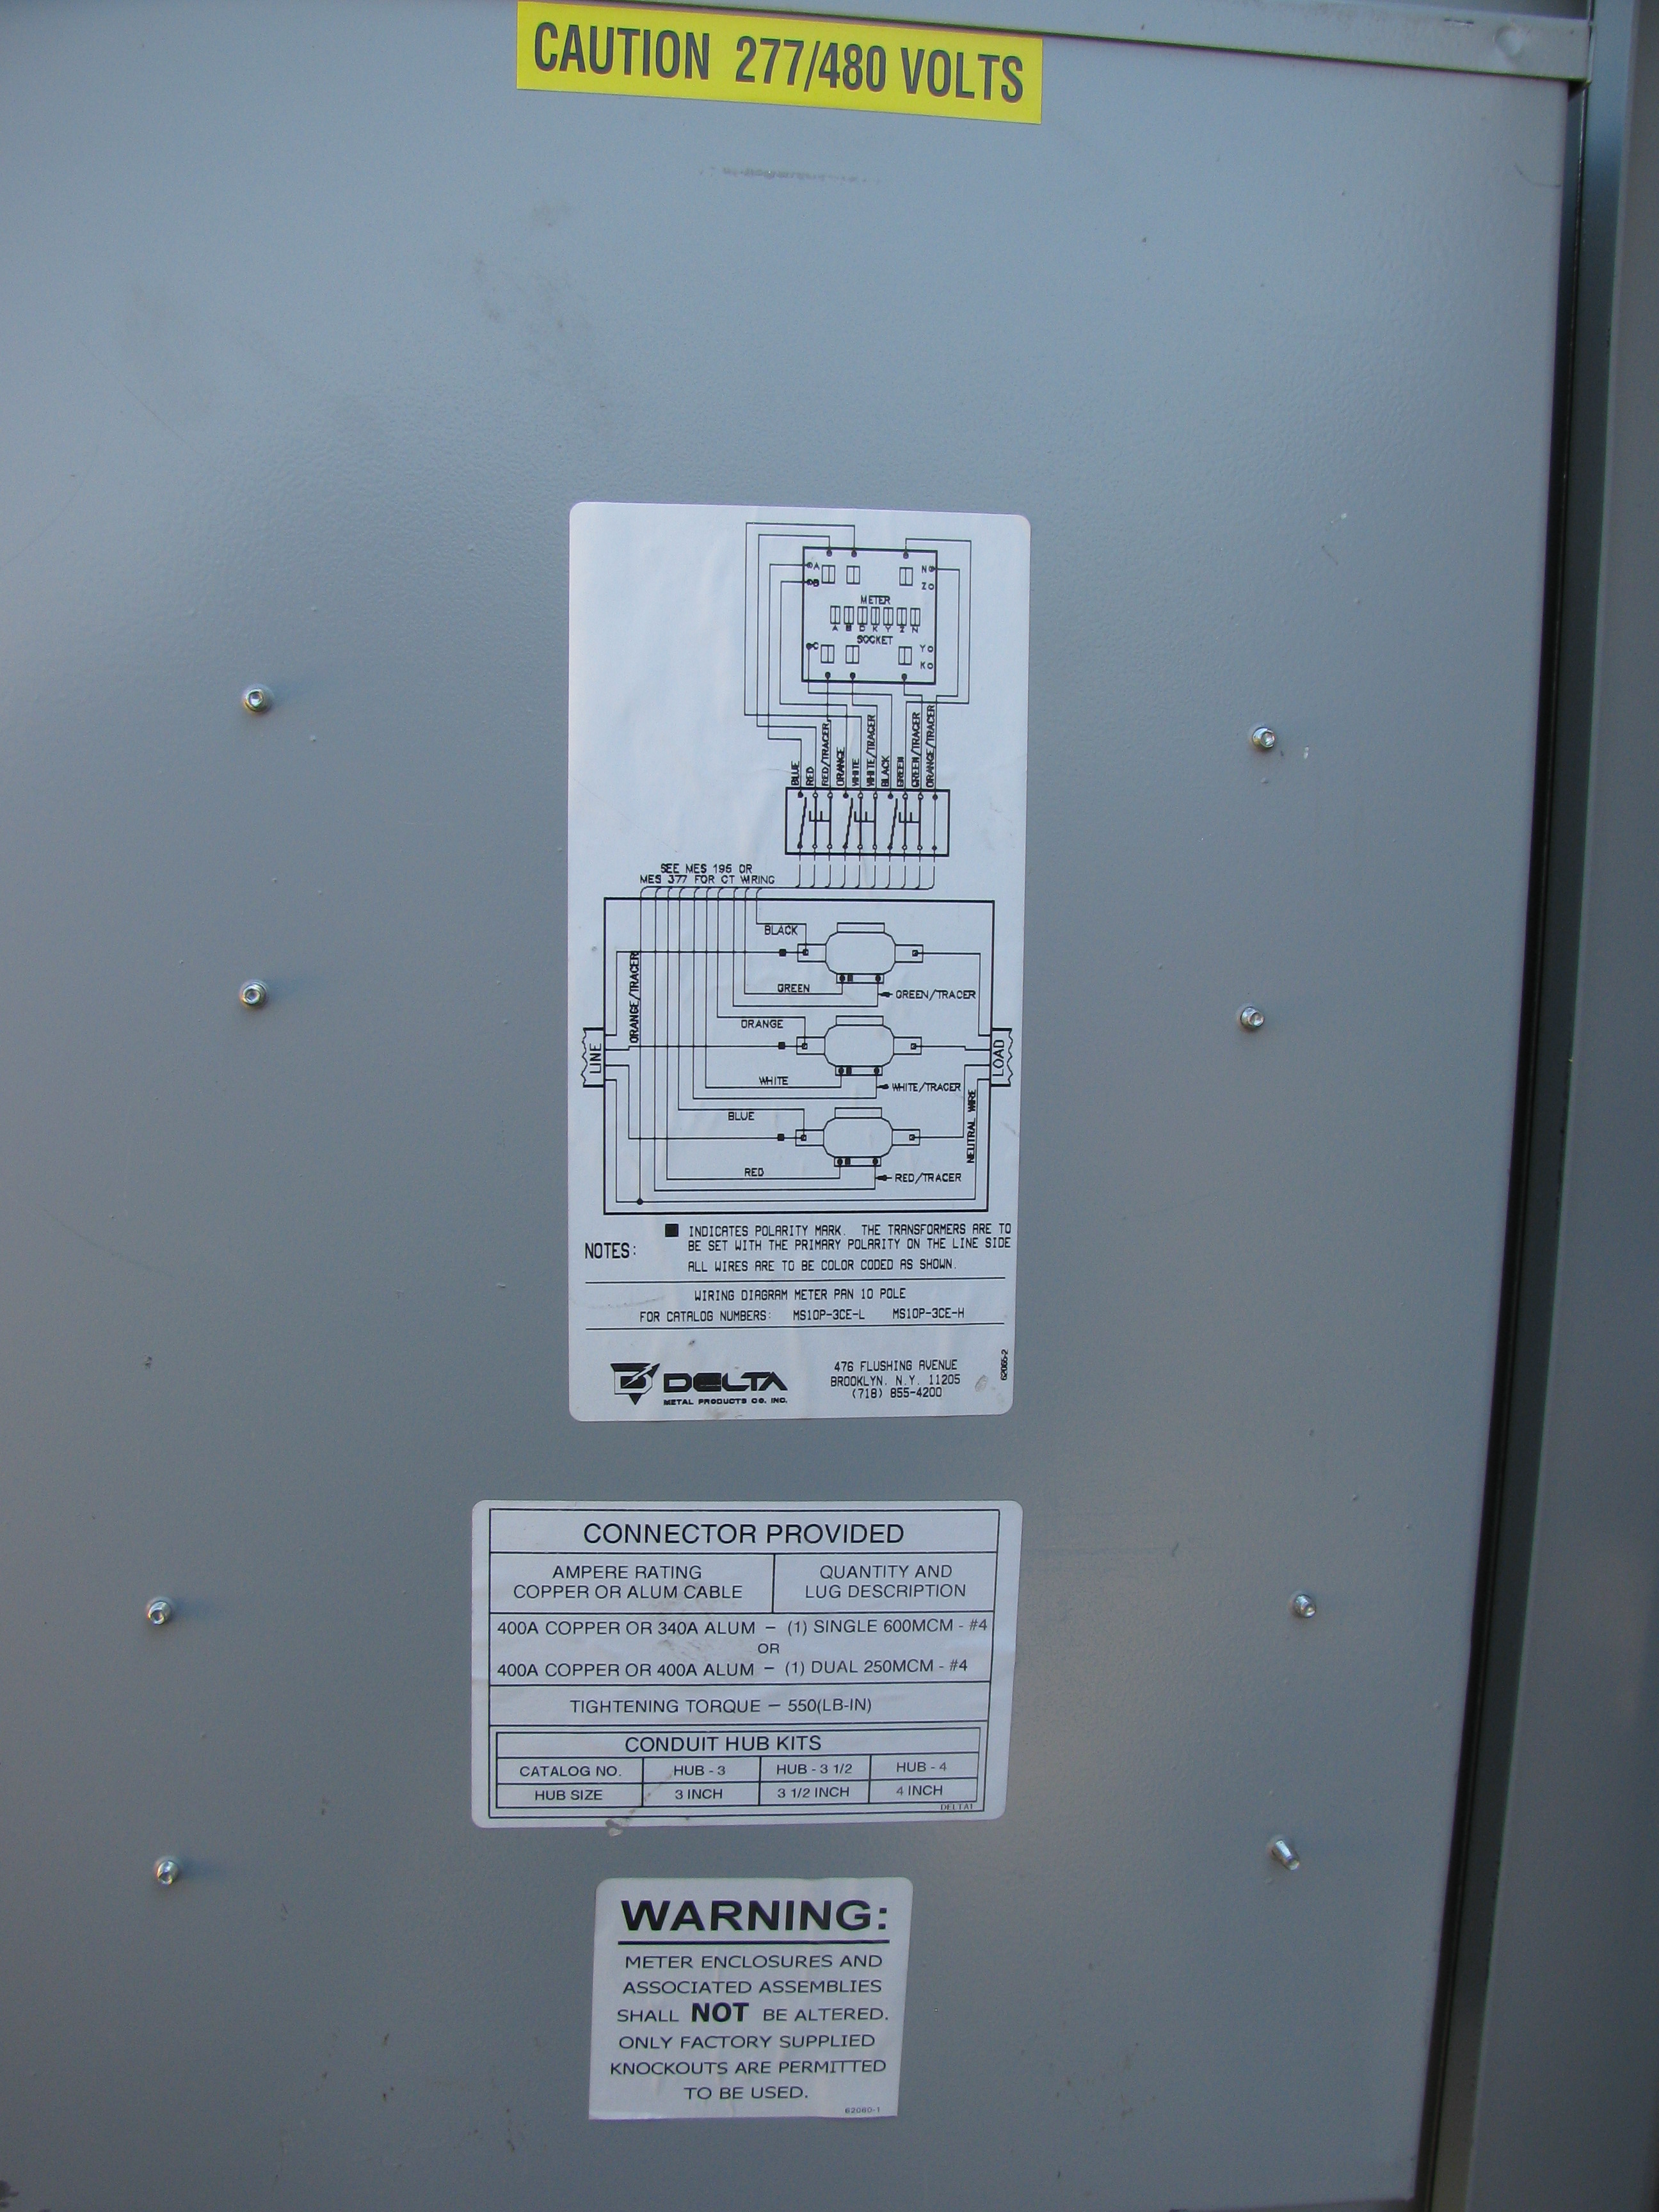 CAUTION 277/480 VOLTS
METER
SOCKET
BLUE
RED
RED/TRACER
ORANGE
WHITE
WHITE/TRACER
BLACK
GREEN
GREEN/TRACER
ORANGE/TRACER
SEE MES 195 OR
MES 377 FOR CT WIRING
LINE
LOAD
ORANGE/TRACER
BLACK
GREEN
GREEN/TRACER
ORANGE
WHITE
WHITE/TRACER
BLUE
RED
RED/TRACER
NEUTRAL WIRE
NOTES:
■ INDICATES POLARITY MARK. THE TRANSFORMERS ARE TO
BE SET WITH THE PRIMARY POLARITY ON THE LINE SIDE
ALL WIRES ARE TO BE COLOR CODED AS SHOWN.
WIRING DIAGRAM METER PAN 10 POLE
FOR CATALOG NUMBERS: MS10P-3CE-L MS10P-3CE-H
DELTA
METAL PRODUCTS CO. INC.
476 FLUSHING AVENUE
BROOKLYN, N.Y. 11205
(718) 855-4200
62065-2
CONNECTOR PROVIDED
AMPERE RATING
COPPER OR ALUM CABLE
QUANTITY AND
LUG DESCRIPTION
400A COPPER OR 340A ALUM – (1) SINGLE 600MCM - #4
OR
400A COPPER OR 400A ALUM – (1) DUAL 250MCM - #4
TIGHTENING TORQUE – 550(LB-IN)
CONDUIT HUB KITS
CATALOG NO. HUB - 3 HUB - 3 1/2 HUB - 4
HUB SIZE 3 INCH 3 1/2 INCH 4 INCH
DELTA1
WARNING:
METER ENCLOSURES AND
ASSOCIATED ASSEMBLIES
SHALL NOT BE ALTERED.
ONLY FACTORY SUPPLIED
KNOCKOUTS ARE PERMITTED
TO BE USED.
62080-1